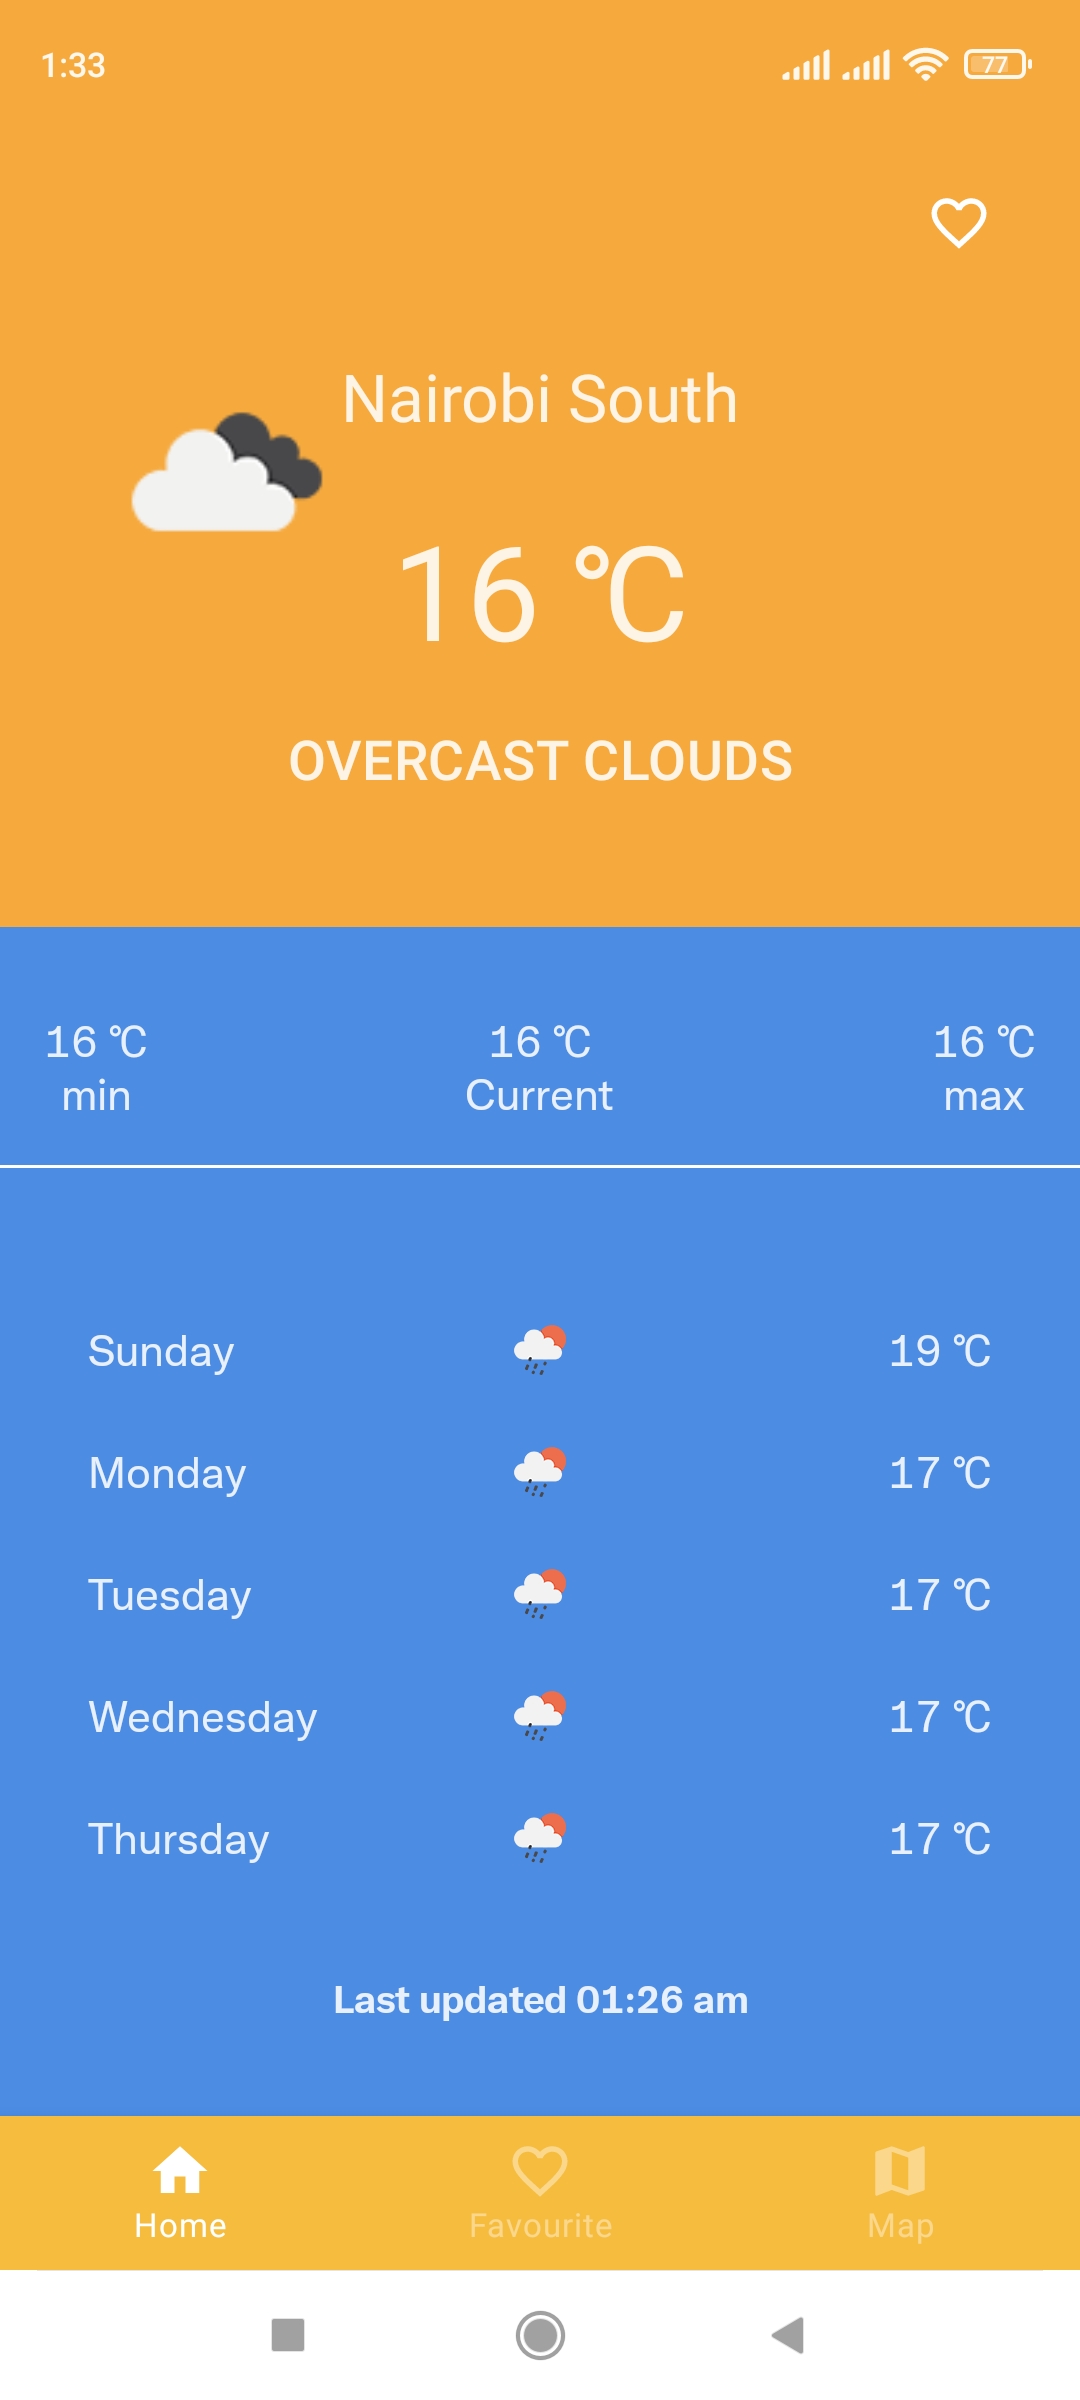 1:33
77
Nairobi South
16 °C
OVERCAST CLOUDS
16 °C 16 °C 16 °C
min Current max
Sunday 19 °C
Monday 17 °C
Tuesday 17 °C
Wednesday 17 °C
Thursday 17 °C
Last updated 01:26 am
Home Favourite Map